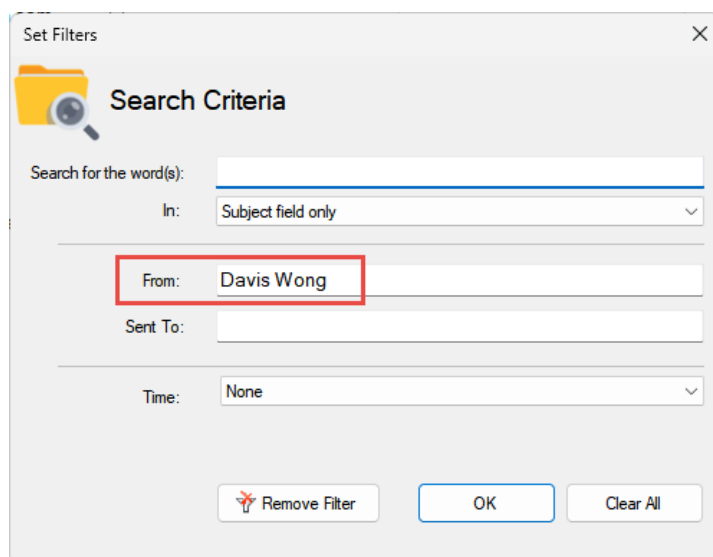 Set Filters
Search Criteria
Search for the word(s):
In: Subject field only
From: Davis Wong
Sent To:
Time: None
Remove Filter OK Clear All